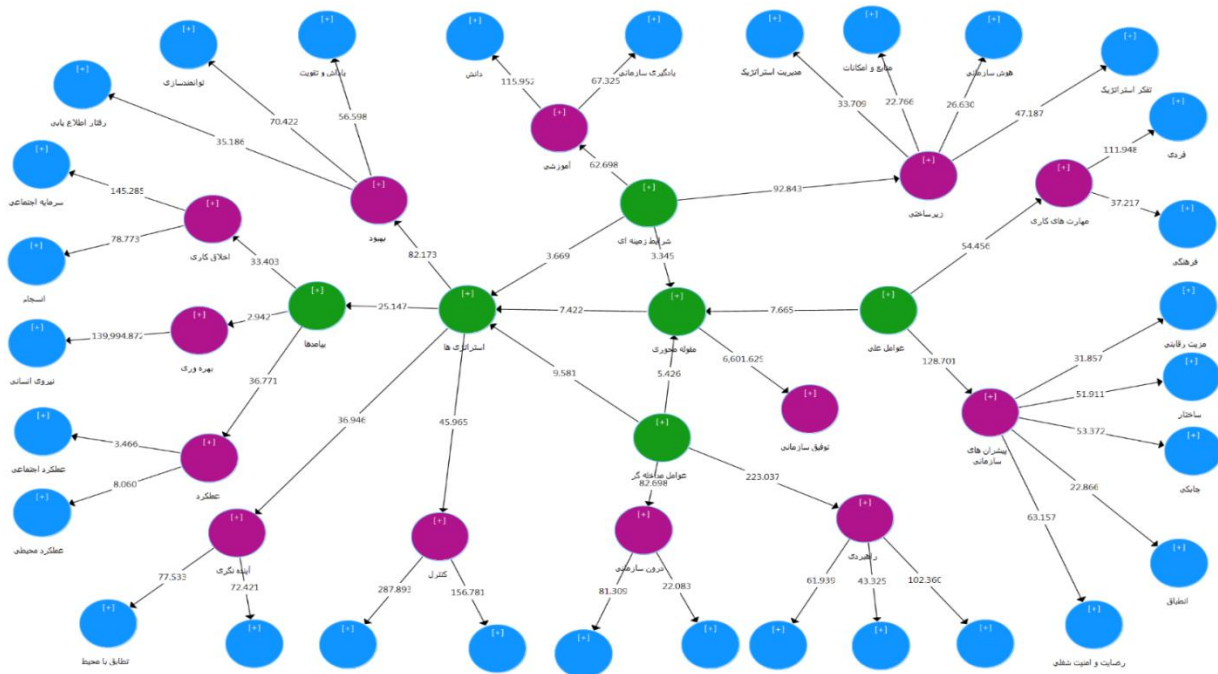 [+]
[+]
[+]
[+]
[+]
[+]
[+]
پاداش و تقویت
دانش
یادگیری سازمانی
مدیریت استراتژیک
منابع و امکانات
هوش سازمانی
تفکر استراتژیک
توانمندسازی
[+]
[+]
رفتار اطلاع یابی
115.952
67.325
33.709
22.766
26.630
47.187
70.422
56.598
35.186
[+]
آموزشی
[+]
فردی
111.948
[+]
سرمایه اجتماعی
145.285
62.698
92.843
[+]
زیرساختی
[+]
مهارت های کاری
37.217
[+]
بهبود
[+]
شرایط زمینه ای
[+]
فرهنگی
78.773
[+]
اخلاق کاری
82.173
3.669
3.345
54.456
[+]
انسجام
33.403
[+]
پیامدها
25.147
[+]
استراتژی ها
7.422
[+]
مقوله محوری
7.665
[+]
عوامل علی
[+]
مزیت رقابتی
2.942
[+]
بهره وری
139,994.872
[+]
نیروی انسانی
36.771
9.581
5.426
6,601.625
128.701
31.857
[+]
ساختار
51.911
[+]
توفیق سازمانی
[+]
پیشران های
سازمانی
53.372
[+]
چابکی
[+]
عملکرد اجتماعی
3.466
8.060
[+]
عملکرد
36.946
45.965
[+]
عوامل مداخله گر
82.698
223.037
22.866
63.157
[+]
عملکرد محیطی
[+]
آینده نگری
[+]
کنترل
[+]
درون سازمانی
[+]
راهبردی
[+]
انطباق
77.533
72.421
287.893
156.781
81.309
22.083
61.939
43.325
102.360
[+]
تطابق با محیط
[+]
[+]
[+]
[+]
[+]
[+]
[+]
[+]
[+]
رضایت و امنیت شغلی